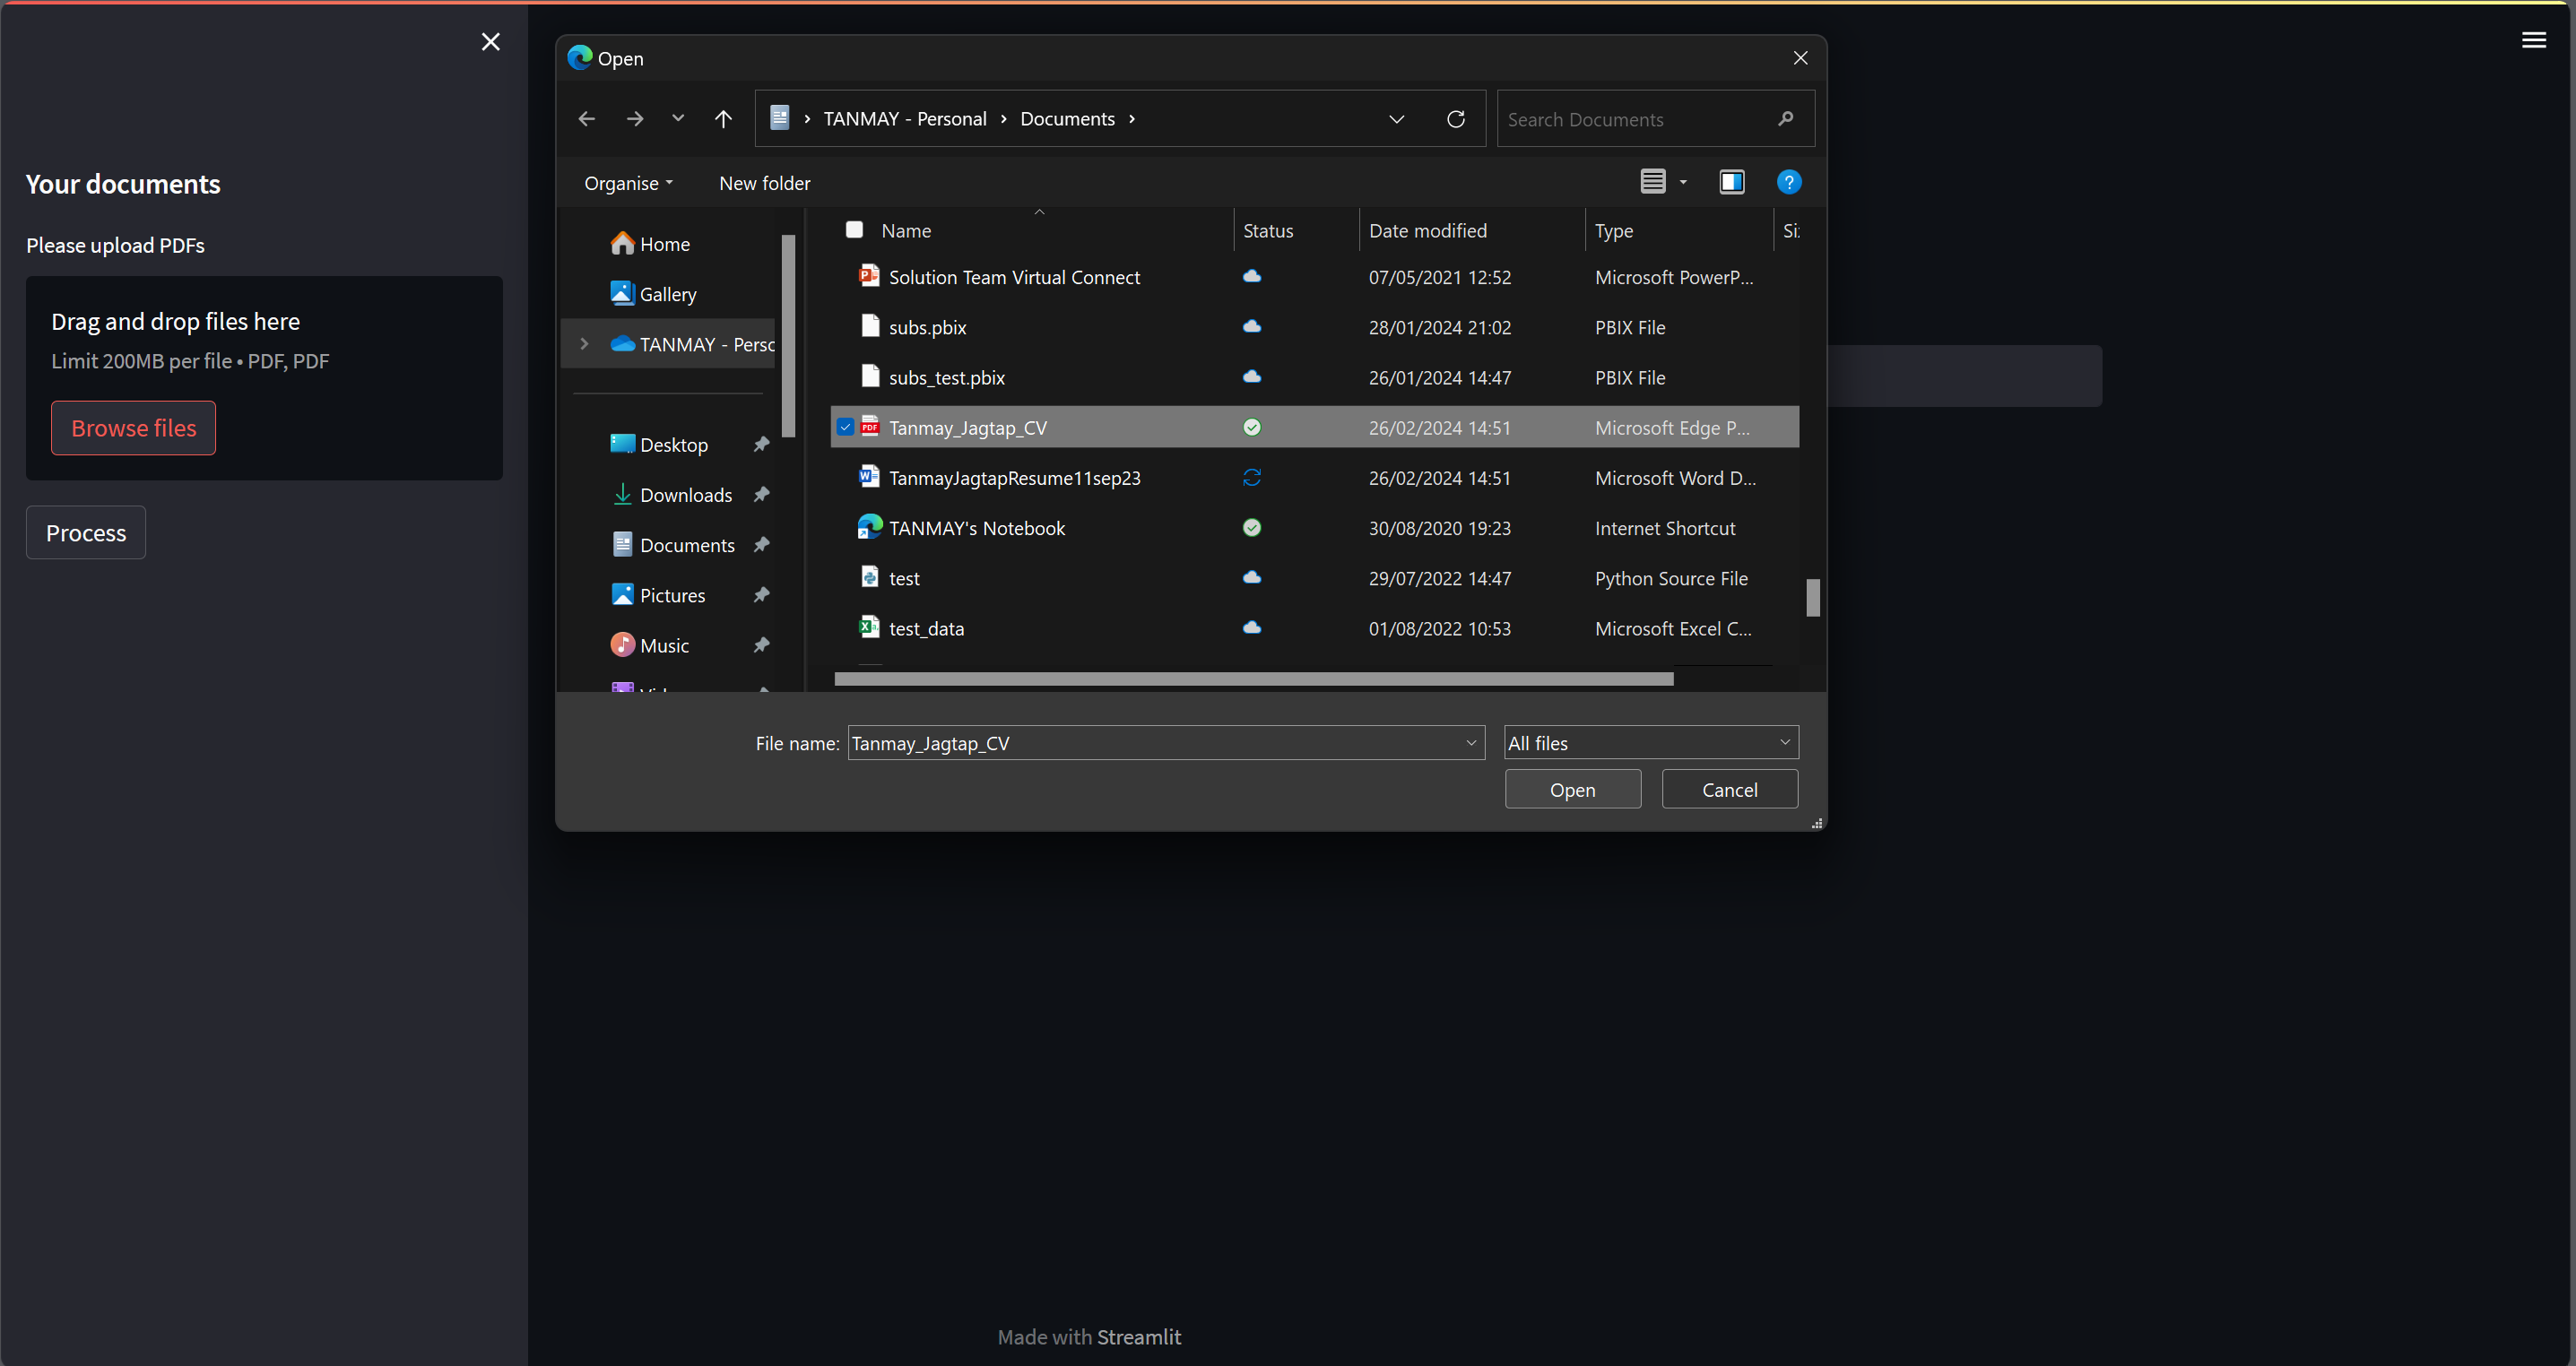 Your documents
Please upload PDFs
Drag and drop files here
Limit 200MB per file • PDF, PDF
Browse files
Process
Open
TANMAY - Personal > Documents >
Search Documents
Organise
New folder
Home
Gallery
TANMAY - Persc
Desktop
Downloads
Documents
Pictures
Music
Name Status Date modified Type Si:
Solution Team Virtual Connect 07/05/2021 12:52 Microsoft PowerP...
subs.pbix 28/01/2024 21:02 PBIX File
subs_test.pbix 26/01/2024 14:47 PBIX File
PDF Tanmay_Jagtap_CV 26/02/2024 14:51 Microsoft Edge P...
TanmayJagtapResume11sep23 26/02/2024 14:51 Microsoft Word D...
TANMAY's Notebook 30/08/2020 19:23 Internet Shortcut
test 29/07/2022 14:47 Python Source File
test_data 01/08/2022 10:53 Microsoft Excel C...
File name: Tanmay_Jagtap_CV All files
Open Cancel
Made with Streamlit